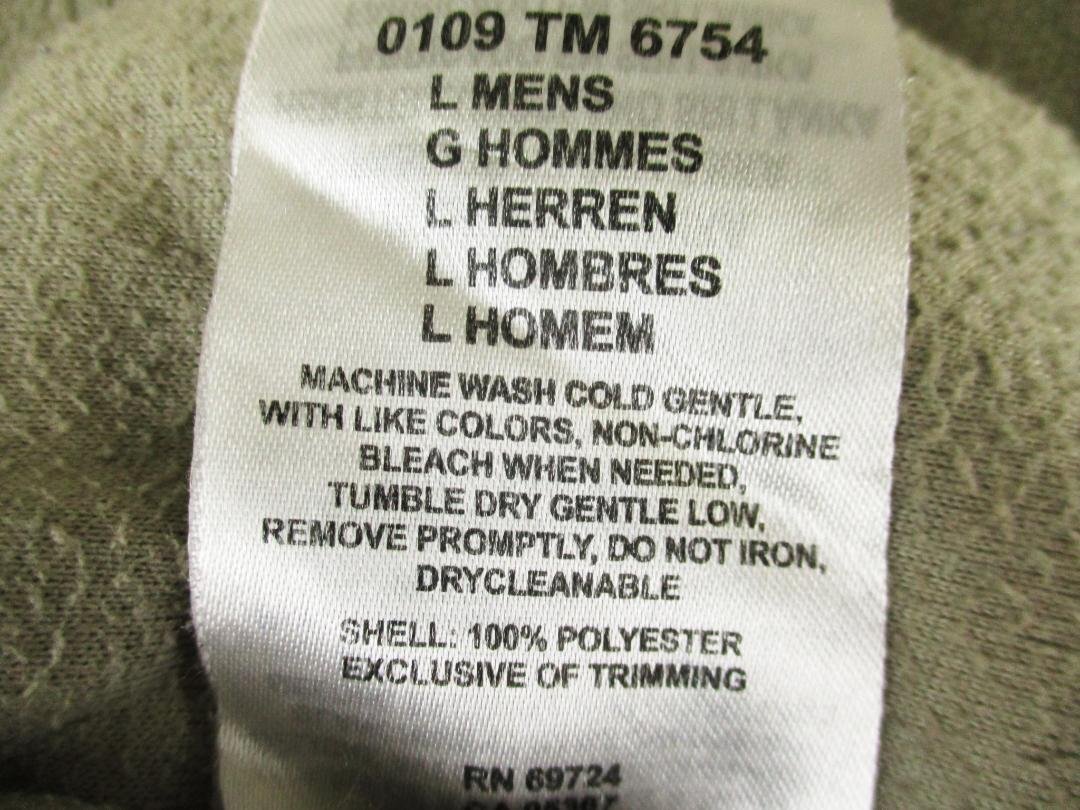 0109 TM 6754
L MENS
G HOMMES
L HERREN
L HOMBRES
L HOMEM
MACHINE WASH COLD GENTLE,
WITH LIKE COLORS, NON-CHLORINE
BLEACH WHEN NEEDED,
TUMBLE DRY GENTLE LOW,
REMOVE PROMPTLY, DO NOT IRON,
DRYCLEANABLE
SHELL: 100% POLYESTER
EXCLUSIVE OF TRIMMING
RN 69724